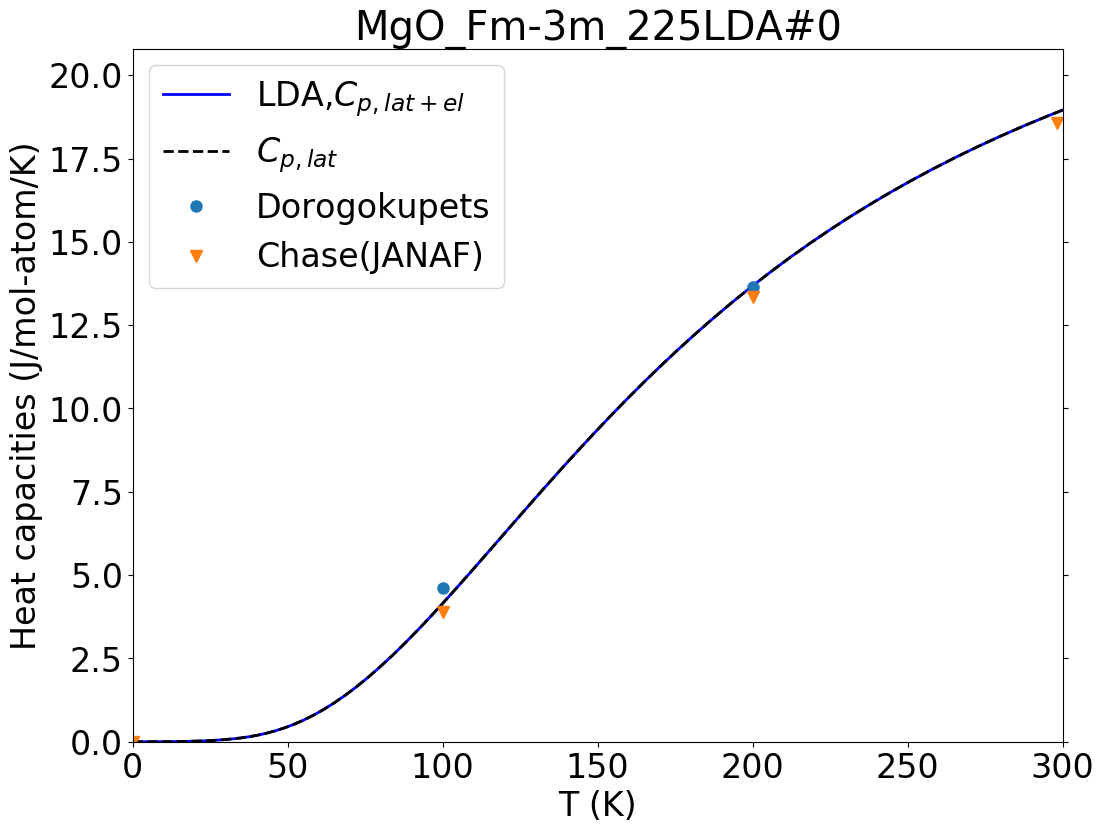 MgO_Fm-3m_225LDA#0
LDA,C_{p, lat+el}
C_{p, lat}
Dorogokupets
Chase(JANAF)
Heat capacities (J/mol-atom/K)
20.0
17.5
15.0
12.5
10.0
7.5
5.0
2.5
0.0
0 50 100 150 200 250 300
T (K)